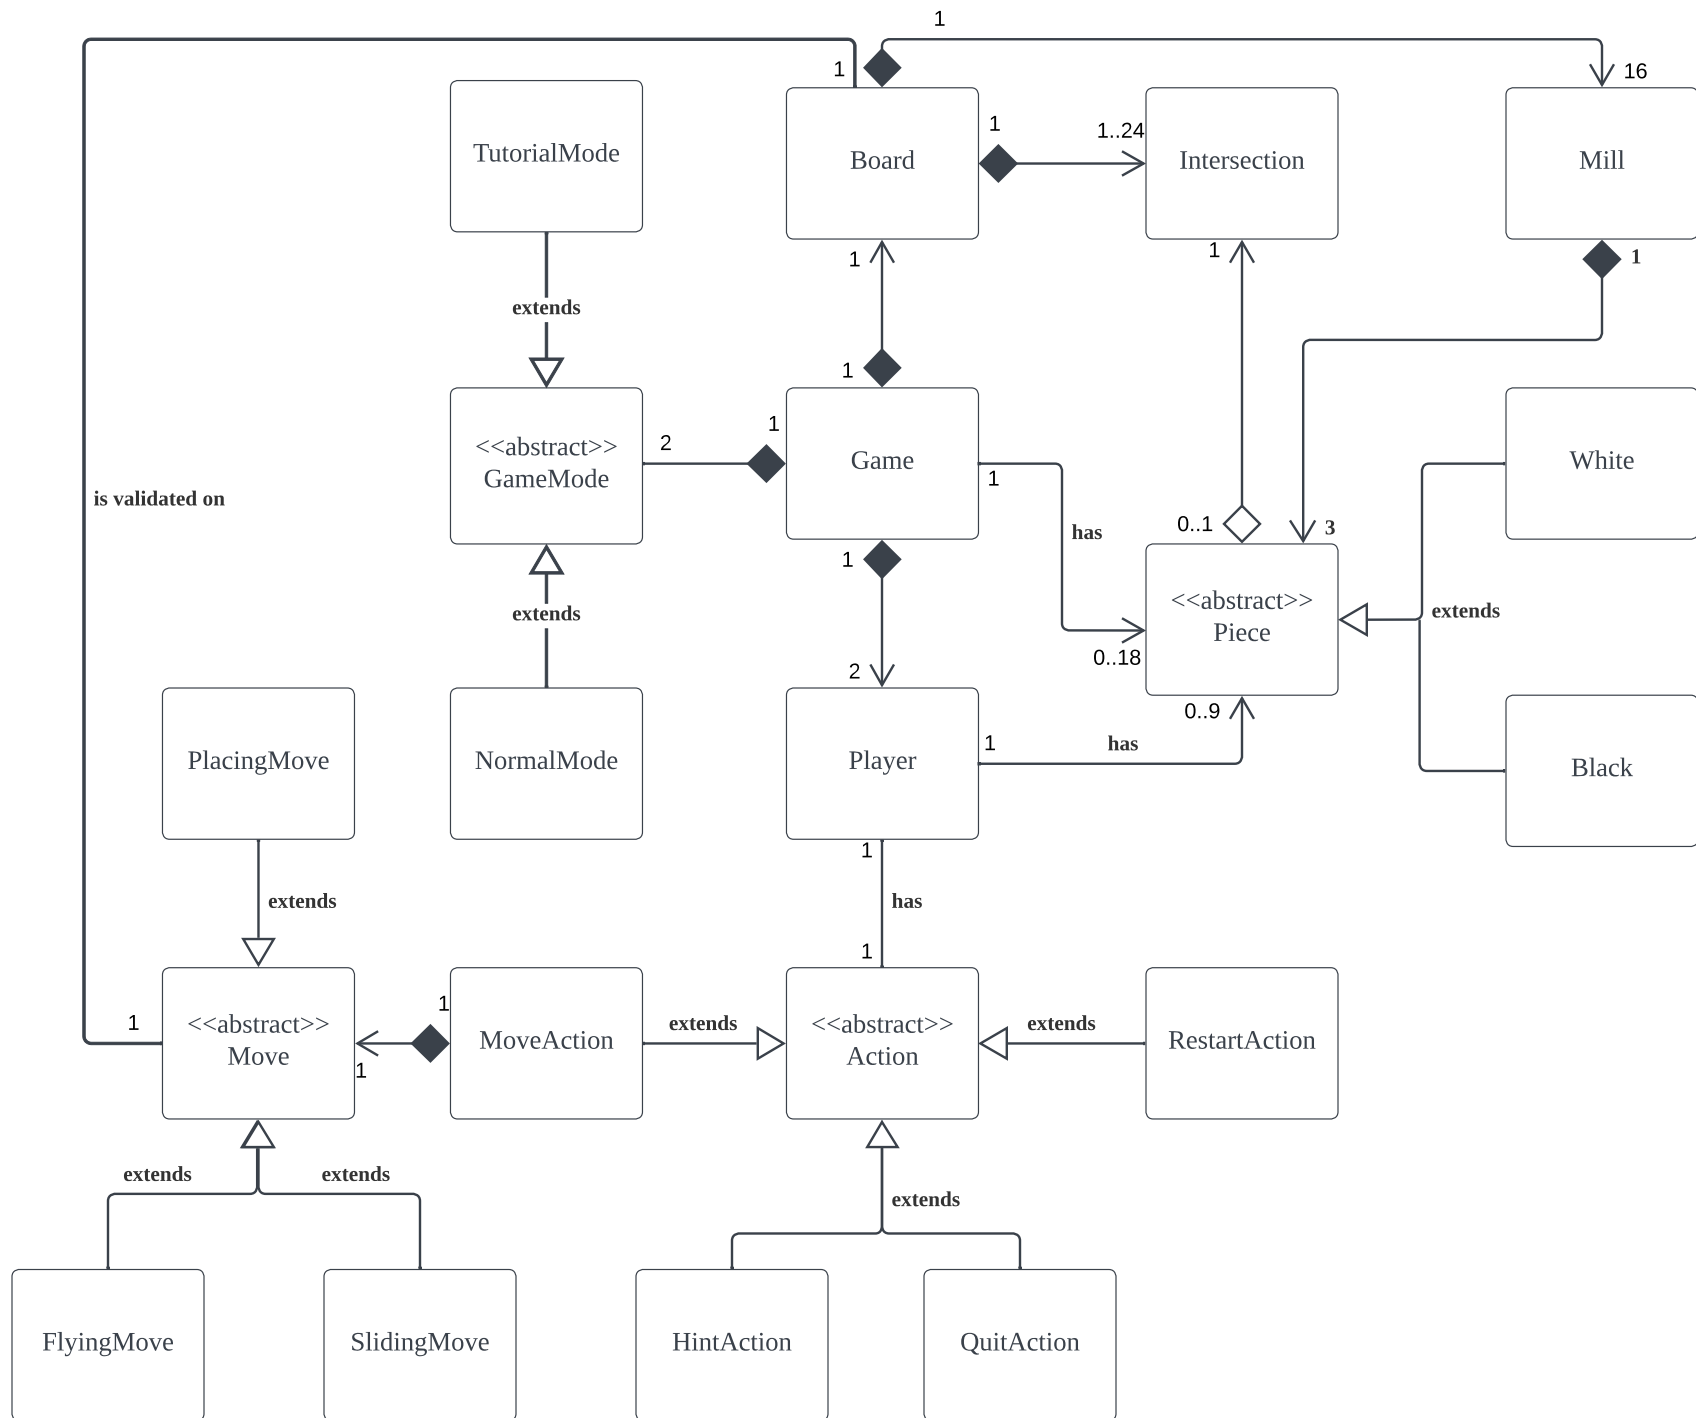 1
1
16
TutorialMode
Board
1
1..24
Intersection
Mill
1
1
1
extends
1
1
2
<<abstract>>
GameMode
Game
1
White
is validated on
has
0..1
3
1
extends
<<abstract>>
Piece
extends
2
0..18
0..9
PlacingMove
NormalMode
Player
1
has
Black
1
extends
has
1
1
1
<<abstract>>
Move
1
MoveAction
extends
<<abstract>>
Action
extends
RestartAction
extends
extends
extends
FlyingMove
SlidingMove
HintAction
QuitAction